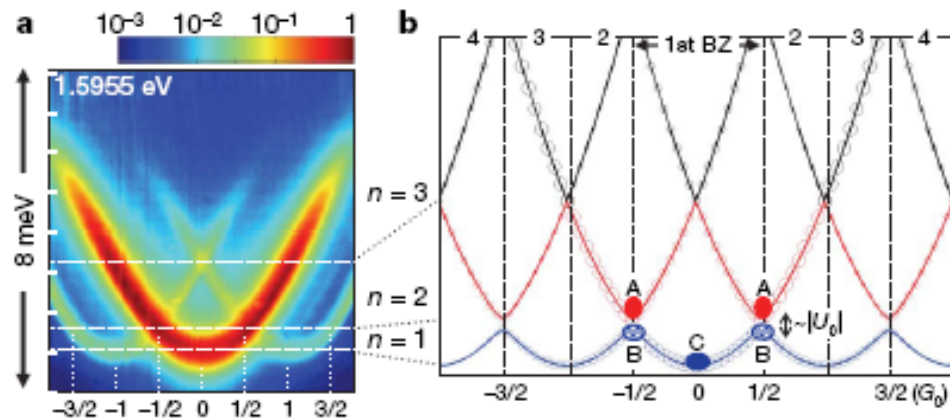 a
10⁻³ 10⁻² 10⁻¹ 1
1.5955 eV
8 meV
n = 3
n = 2
n = 1
−3/2 −1 −1/2 0 1/2 1 3/2
b
4 3 2 1st BZ 2 3 4
A A
~|U₀|
B C B
−3/2 −1/2 0 1/2 3/2 (G₀)